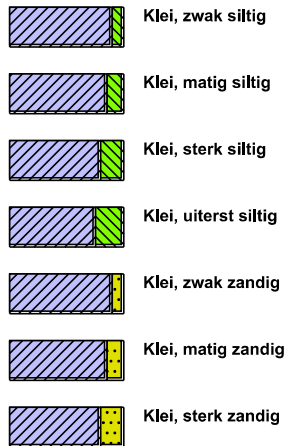 Klei, zwak siltig
Klei, matig siltig
Klei, sterk siltig
Klei, uiterst siltig
Klei, zwak zandig
Klei, matig zandig
Klei, sterk zandig